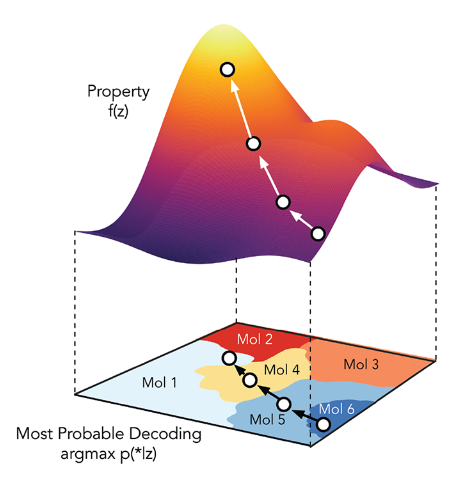 Property
f(z)
Mol 2
Mol 4
Mol 3
Mol 1
Mol 6
Mol 5
Most Probable Decoding
argmax p(*|z)